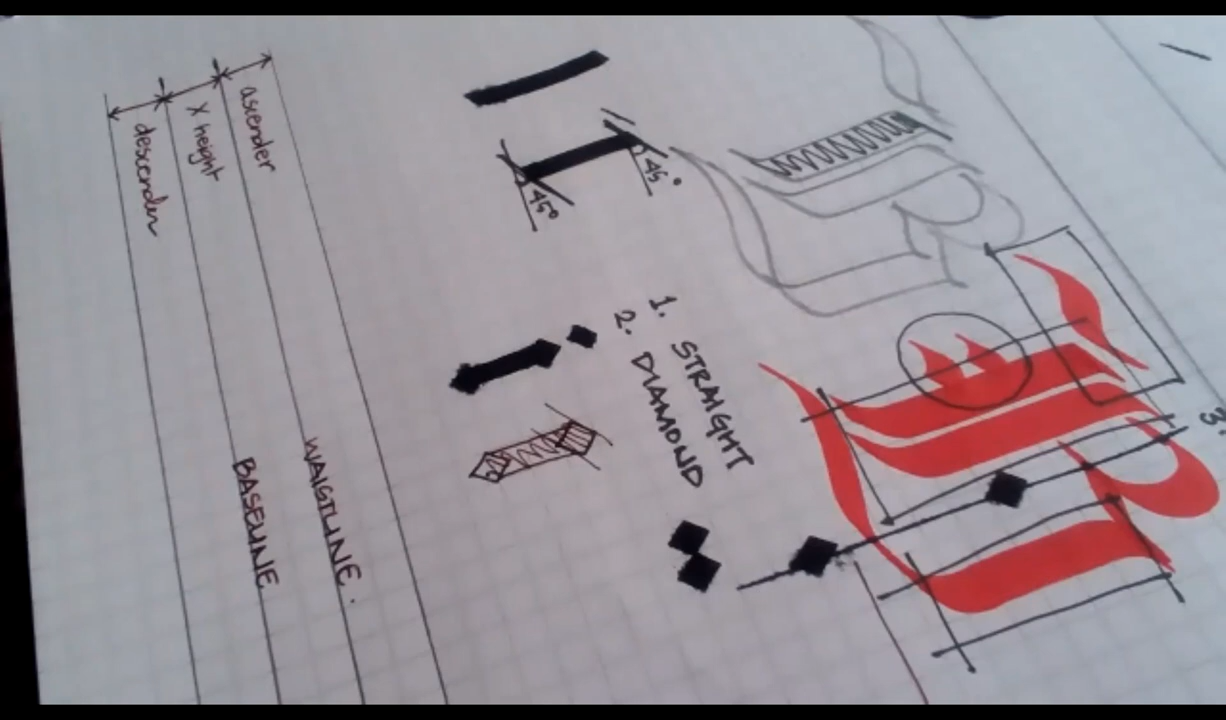 ascender
X height
descender
WAISTLINE.
BASELINE
45°
45°
1. STRAIGHT
2. DIAMOND
3.
R